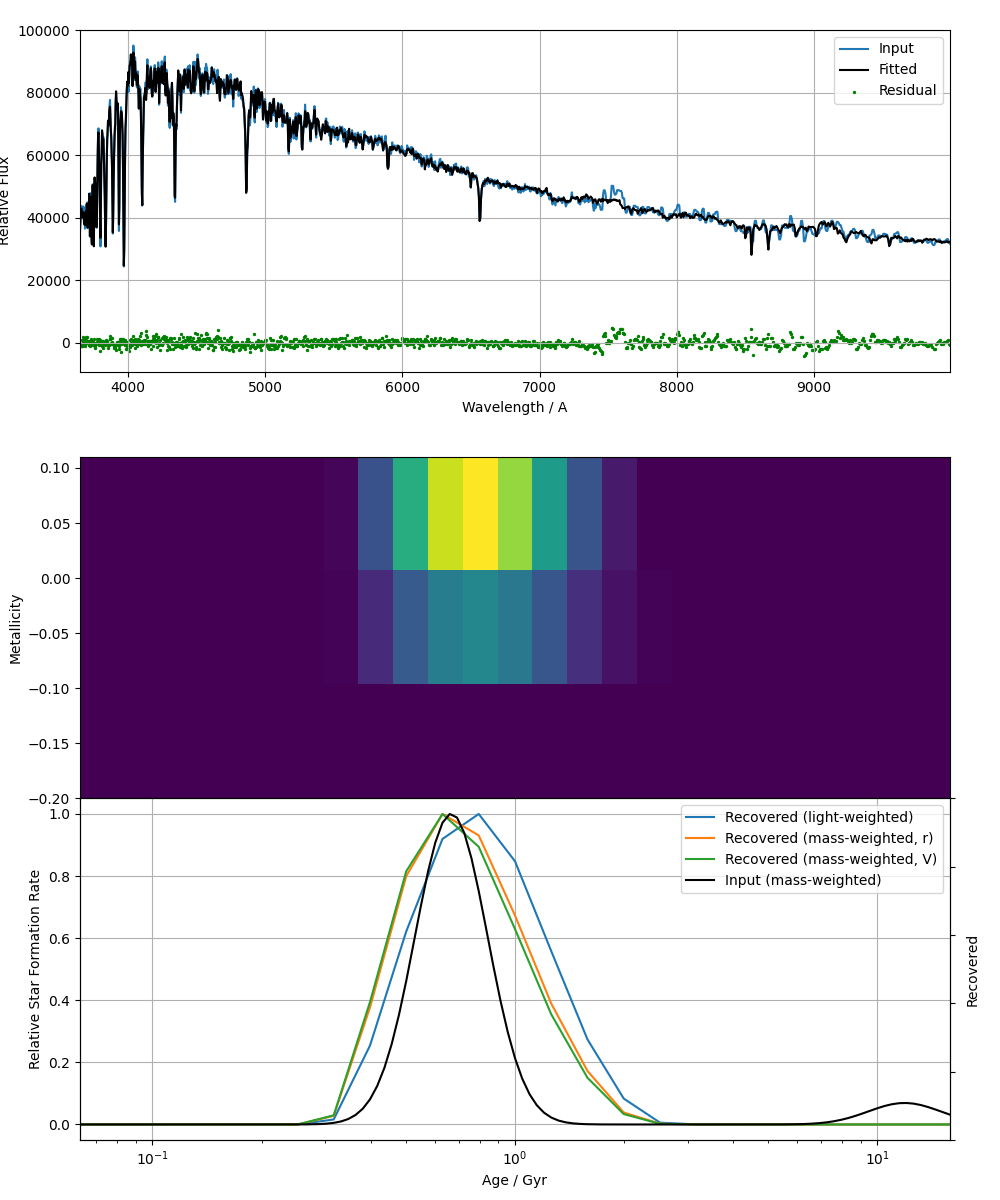 100000
80000
60000
40000
20000
0
Relative Flux
Input
Fitted
Residual
4000
5000
6000
7000
8000
9000
Wavelength / A
0.10
0.05
0.00
−0.05
−0.10
−0.15
−0.20
Metallicity
1.0
0.8
0.6
0.4
0.2
0.0
Relative Star Formation Rate
Recovered (light-weighted)
Recovered (mass-weighted, r)
Recovered (mass-weighted, V)
Input (mass-weighted)
Recovered
10⁻¹
10⁰
10¹
Age / Gyr